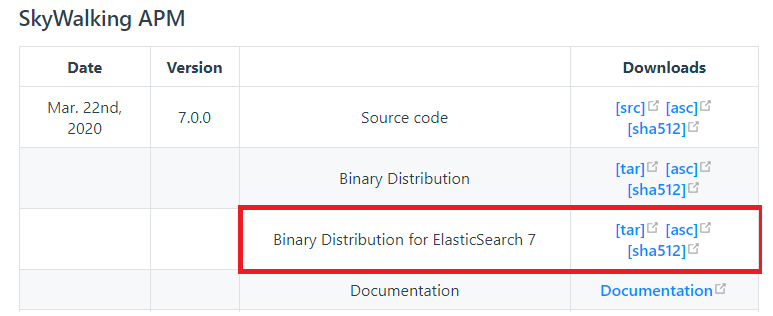 SkyWalking APM
Date Version Downloads
Mar. 22nd, 2020 7.0.0 Source code [src] [asc] [sha512]
Binary Distribution [tar] [asc] [sha512]
Binary Distribution for ElasticSearch 7 [tar] [asc] [sha512]
Documentation Documentation